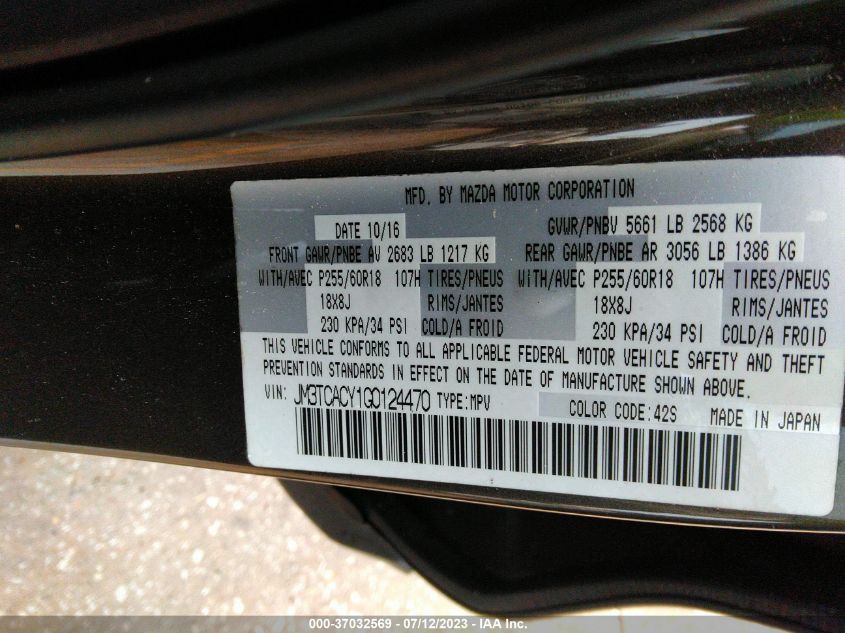 MFD. BY MAZDA MOTOR CORPORATION
DATE 10/16 GVWR/PNBV 5661 LB 2568 KG
FRONT GAWR/PNBE AV 2683 LB 1217 KG REAR GAWR/PNBE AR 3056 LB 1386 KG
WITH/AVEC P255/60R18 107H TIRES/PNEUS WITH/AVEC P255/60R18 107H TIRES/PNEUS
18X8J RIMS/JANTES 18X8J RIMS/JANTES
230 KPA/34 PSI COLD/A FROID 230 KPA/34 PSI COLD/A FROID
THIS VEHICLE CONFORMS TO ALL APPLICABLE FEDERAL MOTOR VEHICLE SAFETY AND THEFT
PREVENTION STANDARDS IN EFFECT ON THE DATE OF MANUFACTURE SHOWN ABOVE.
VIN: JM3TCACY1G0124470 TYPE:MPV COLOR CODE:42S MADE IN JAPAN
000-37032569 - 07/12/2023 - IAA Inc.